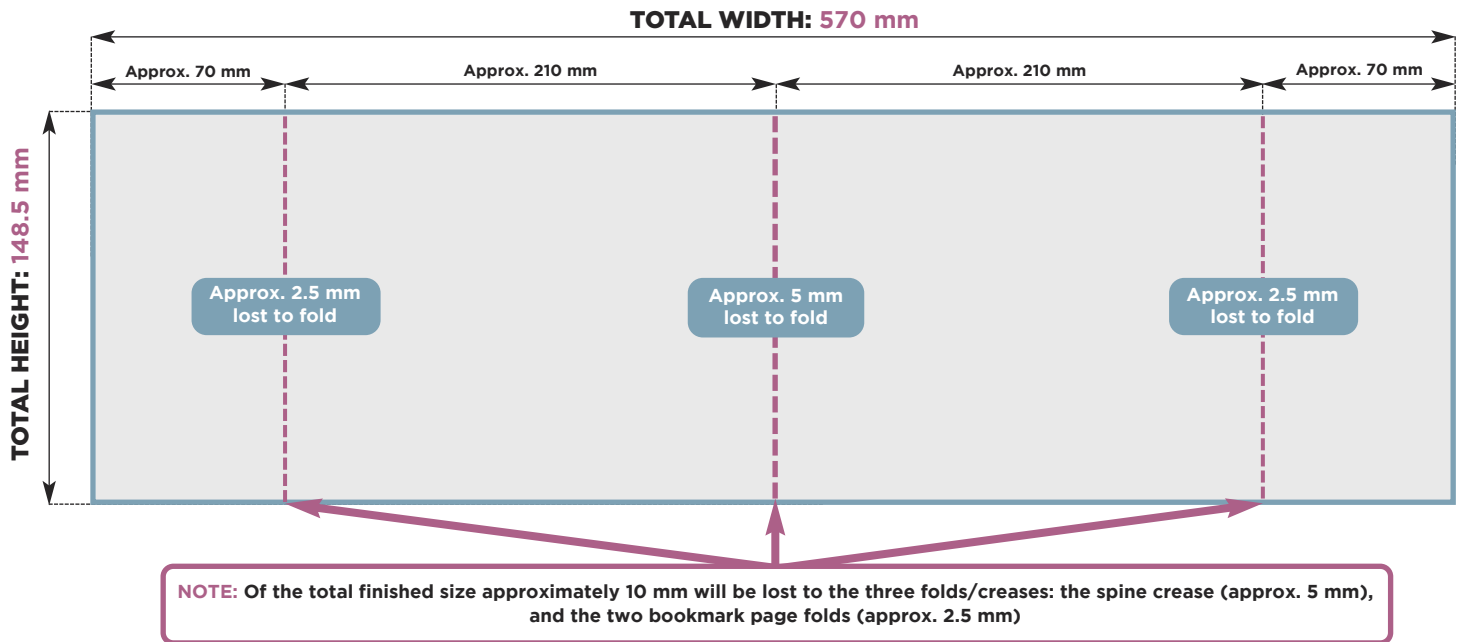 TOTAL WIDTH: 570 mm
Approx. 70 mm
Approx. 210 mm
Approx. 210 mm
Approx. 70 mm
TOTAL HEIGHT: 148.5 mm
Approx. 2.5 mm
lost to fold
Approx. 5 mm
lost to fold
Approx. 2.5 mm
lost to fold
NOTE: Of the total finished size approximately 10 mm will be lost to the three folds/creases: the spine crease (approx. 5 mm),
and the two bookmark page folds (approx. 2.5 mm)